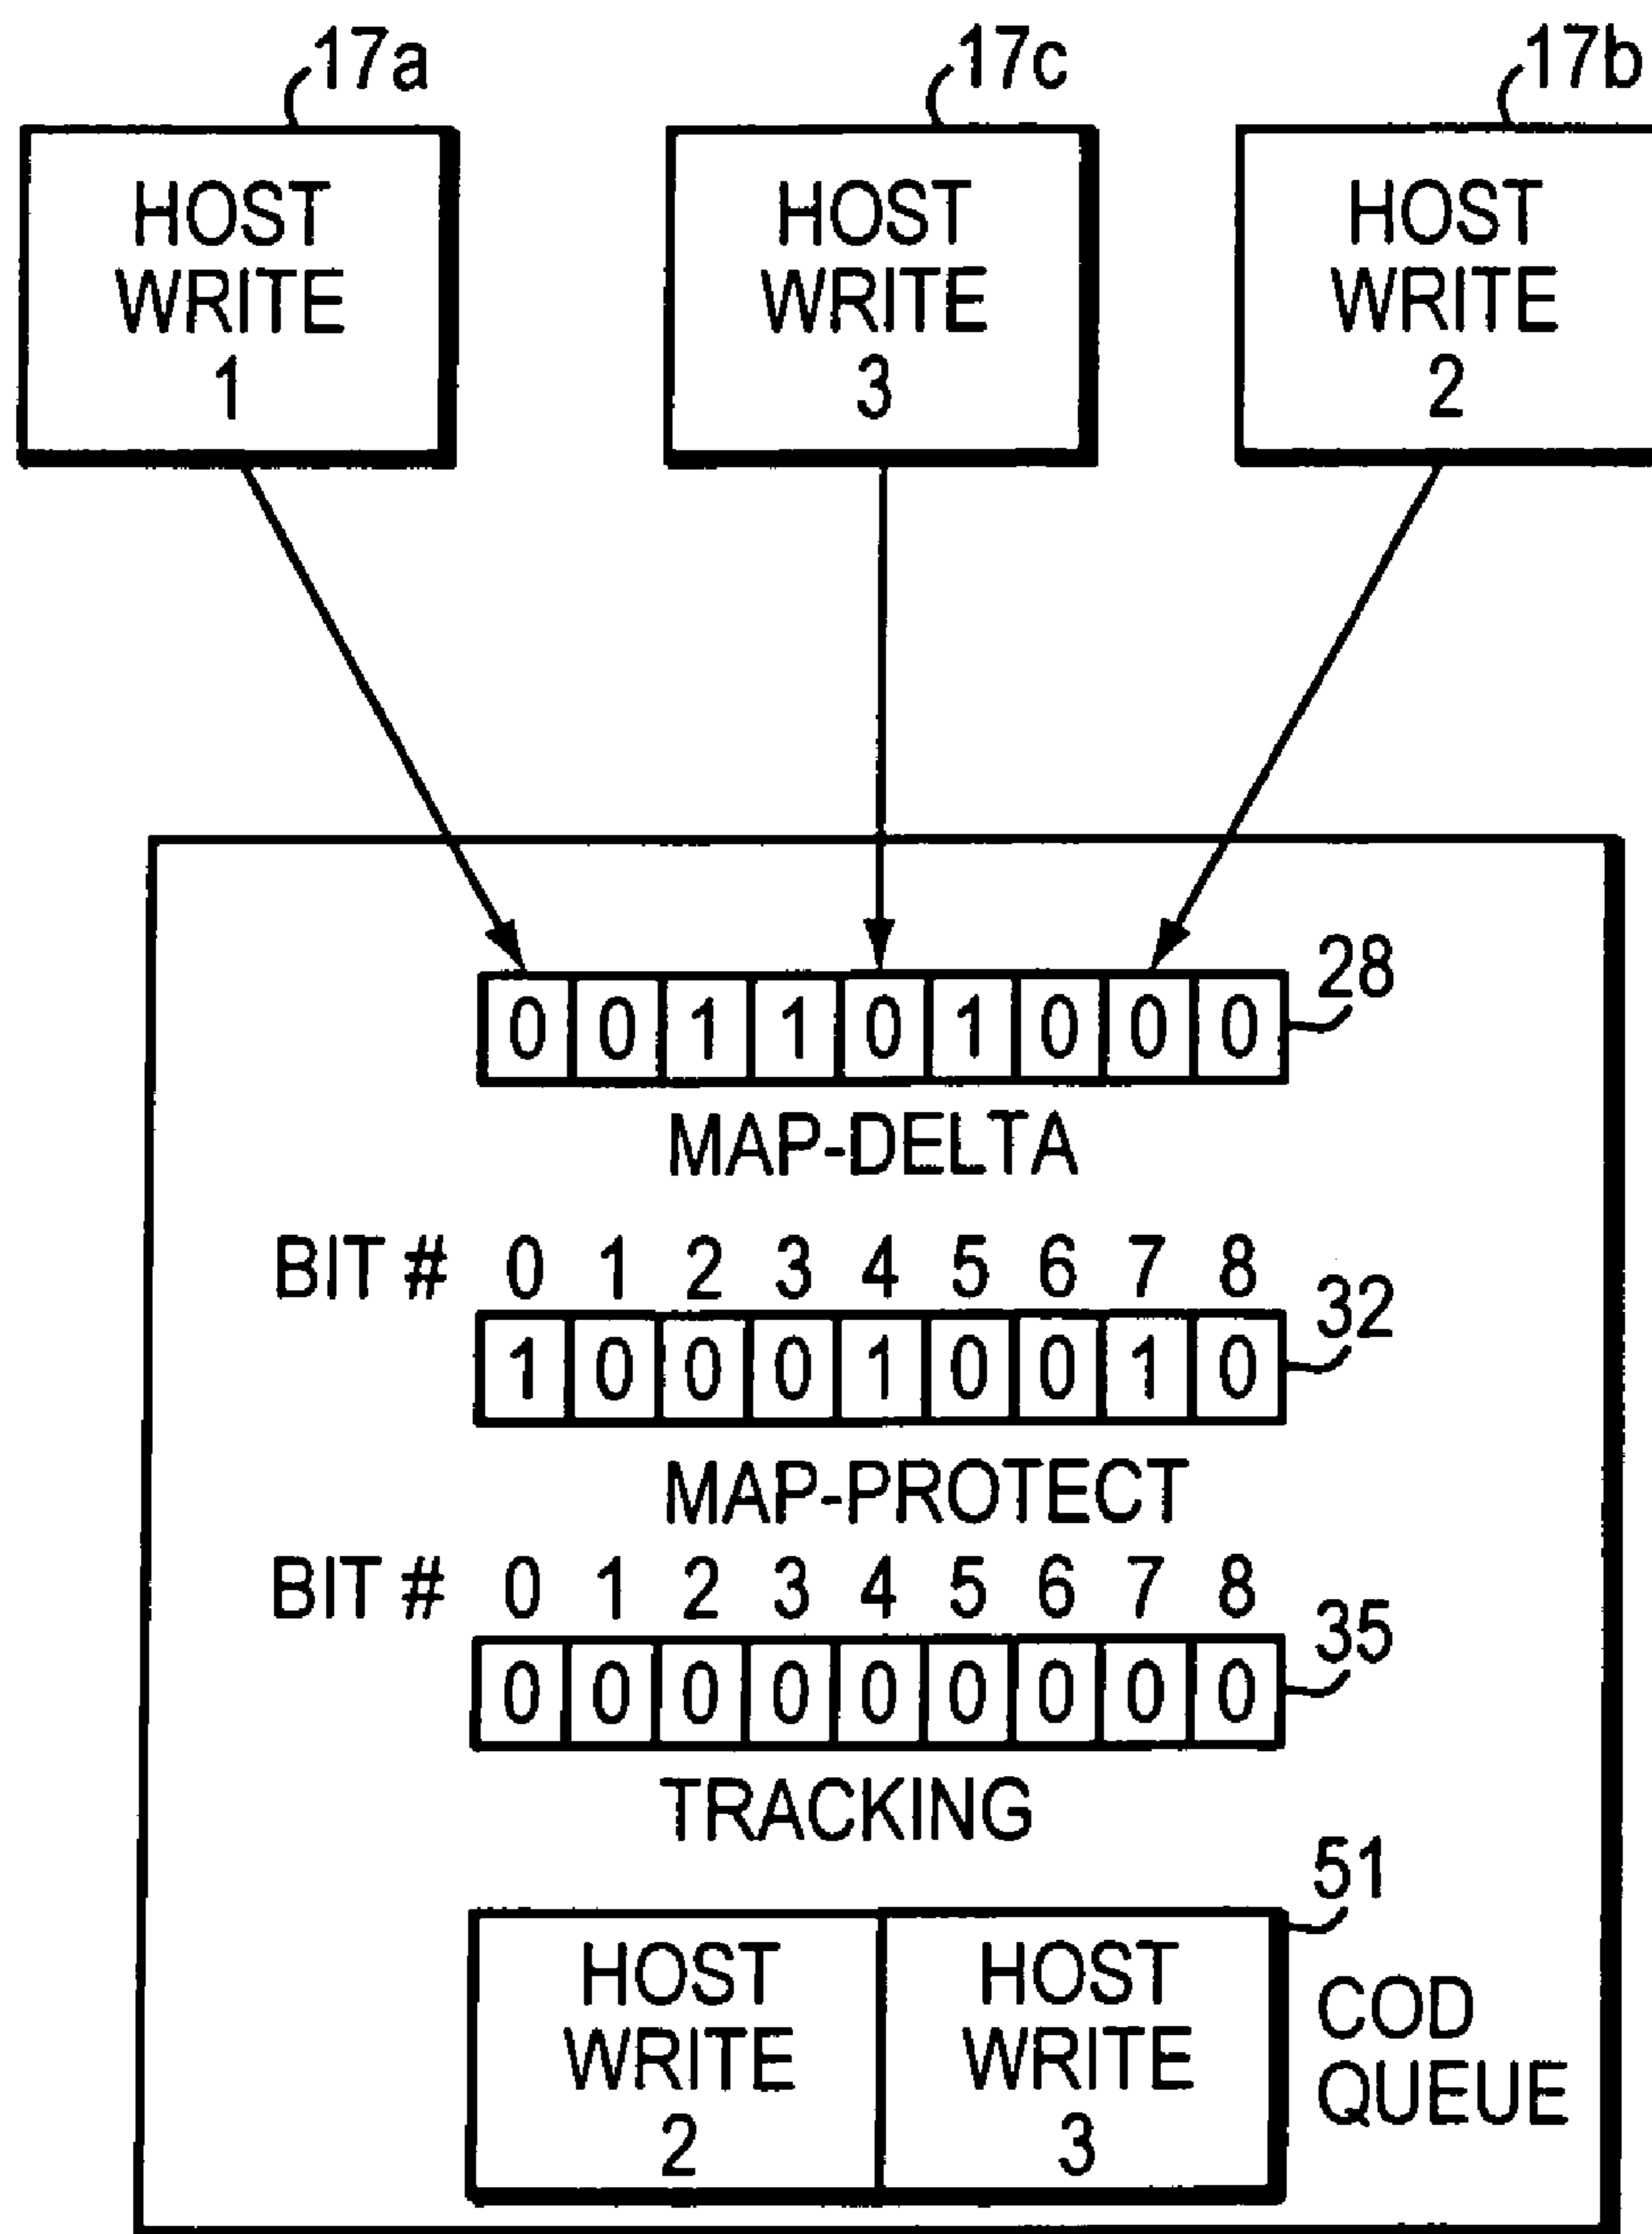 17a 17c 17b
HOST HOST HOST
WRITE WRITE WRITE
1 3 2
28
0 0 1 1 0 1 0 0 0
MAP-DELTA
BIT # 0 1 2 3 4 5 6 7 8
32
1 0 0 0 1 0 0 1 0
MAP-PROTECT
BIT # 0 1 2 3 4 5 6 7 8
35
0 0 0 0 0 0 0 0 0
TRACKING
51
HOST HOST
WRITE WRITE
2 3
COD
QUEUE